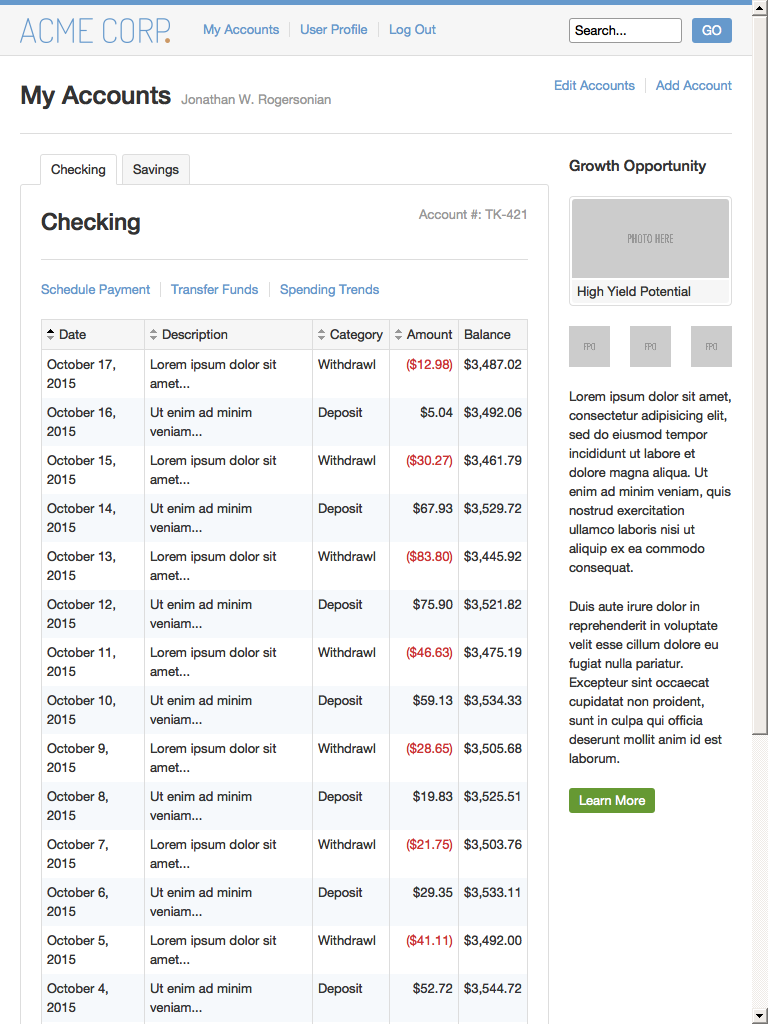 ACME CORP.
My Accounts
User Profile
Log Out
Search...
GO
My Accounts Jonathan W. Rogersonian
Edit Accounts
Add Account
Checking
Savings
Checking
Account #: TK-421
Schedule Payment
Transfer Funds
Spending Trends
Date Description Category Amount Balance
October 17, Lorem ipsum dolor sit Withdrawl ($12.98) $3,487.02
2015 amet...
October 16, Ut enim ad minim Deposit $5.04 $3,492.06
2015 veniam...
October 15, Lorem ipsum dolor sit Withdrawl ($30.27) $3,461.79
2015 amet...
October 14, Ut enim ad minim Deposit $67.93 $3,529.72
2015 veniam...
October 13, Lorem ipsum dolor sit Withdrawl ($83.80) $3,445.92
2015 amet...
October 12, Ut enim ad minim Deposit $75.90 $3,521.82
2015 veniam...
October 11, Lorem ipsum dolor sit Withdrawl ($46.63) $3,475.19
2015 amet...
October 10, Ut enim ad minim Deposit $59.13 $3,534.33
2015 veniam...
October 9, Lorem ipsum dolor sit Withdrawl ($28.65) $3,505.68
2015 amet...
October 8, Ut enim ad minim Deposit $19.83 $3,525.51
2015 veniam...
October 7, Lorem ipsum dolor sit Withdrawl ($21.75) $3,503.76
2015 amet...
October 6, Ut enim ad minim Deposit $29.35 $3,533.11
2015 veniam...
October 5, Lorem ipsum dolor sit Withdrawl ($41.11) $3,492.00
2015 amet...
October 4, Ut enim ad minim Deposit $52.72 $3,544.72
2015 veniam...
Growth Opportunity
PHOTO HERE
High Yield Potential
FPO FPO FPO
Lorem ipsum dolor sit amet,
consectetur adipisicing elit,
sed do eiusmod tempor
incididunt ut labore et
dolore magna aliqua. Ut
enim ad minim veniam, quis
nostrud exercitation
ullamco laboris nisi ut
aliquip ex ea commodo
consequat.
Duis aute irure dolor in
reprehenderit in voluptate
velit esse cillum dolore eu
fugiat nulla pariatur.
Excepteur sint occaecat
cupidatat non proident,
sunt in culpa qui officia
deserunt mollit anim id est
laborum.
Learn More